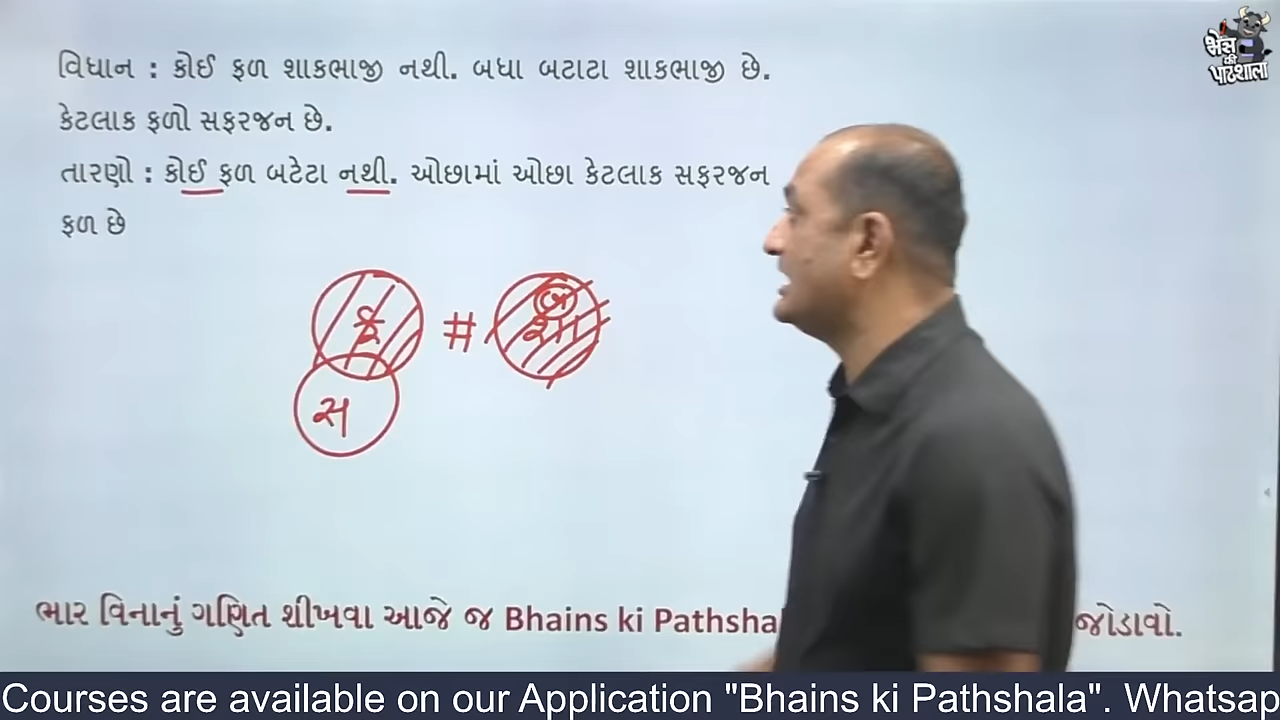 ભેંસ
की
પાઠશાલા
વિધાન : કોઈ ફળ શાકભાજી નથી. બધા બટાટા શાકભાજી છે.
કેટલાક ફળો સફરજન છે.
તારણો : કોઈ ફળ બટેટા નથી. ઓછામાં ઓછા કેટલાક સફરજન
ફળ છે
ફ # બ શા
સ
ભાર વિનાનું ગણિત શીખવા આજે જ Bhains ki Pathsha જોડાવો.
Courses are available on our Application "Bhains ki Pathshala". Whatsap